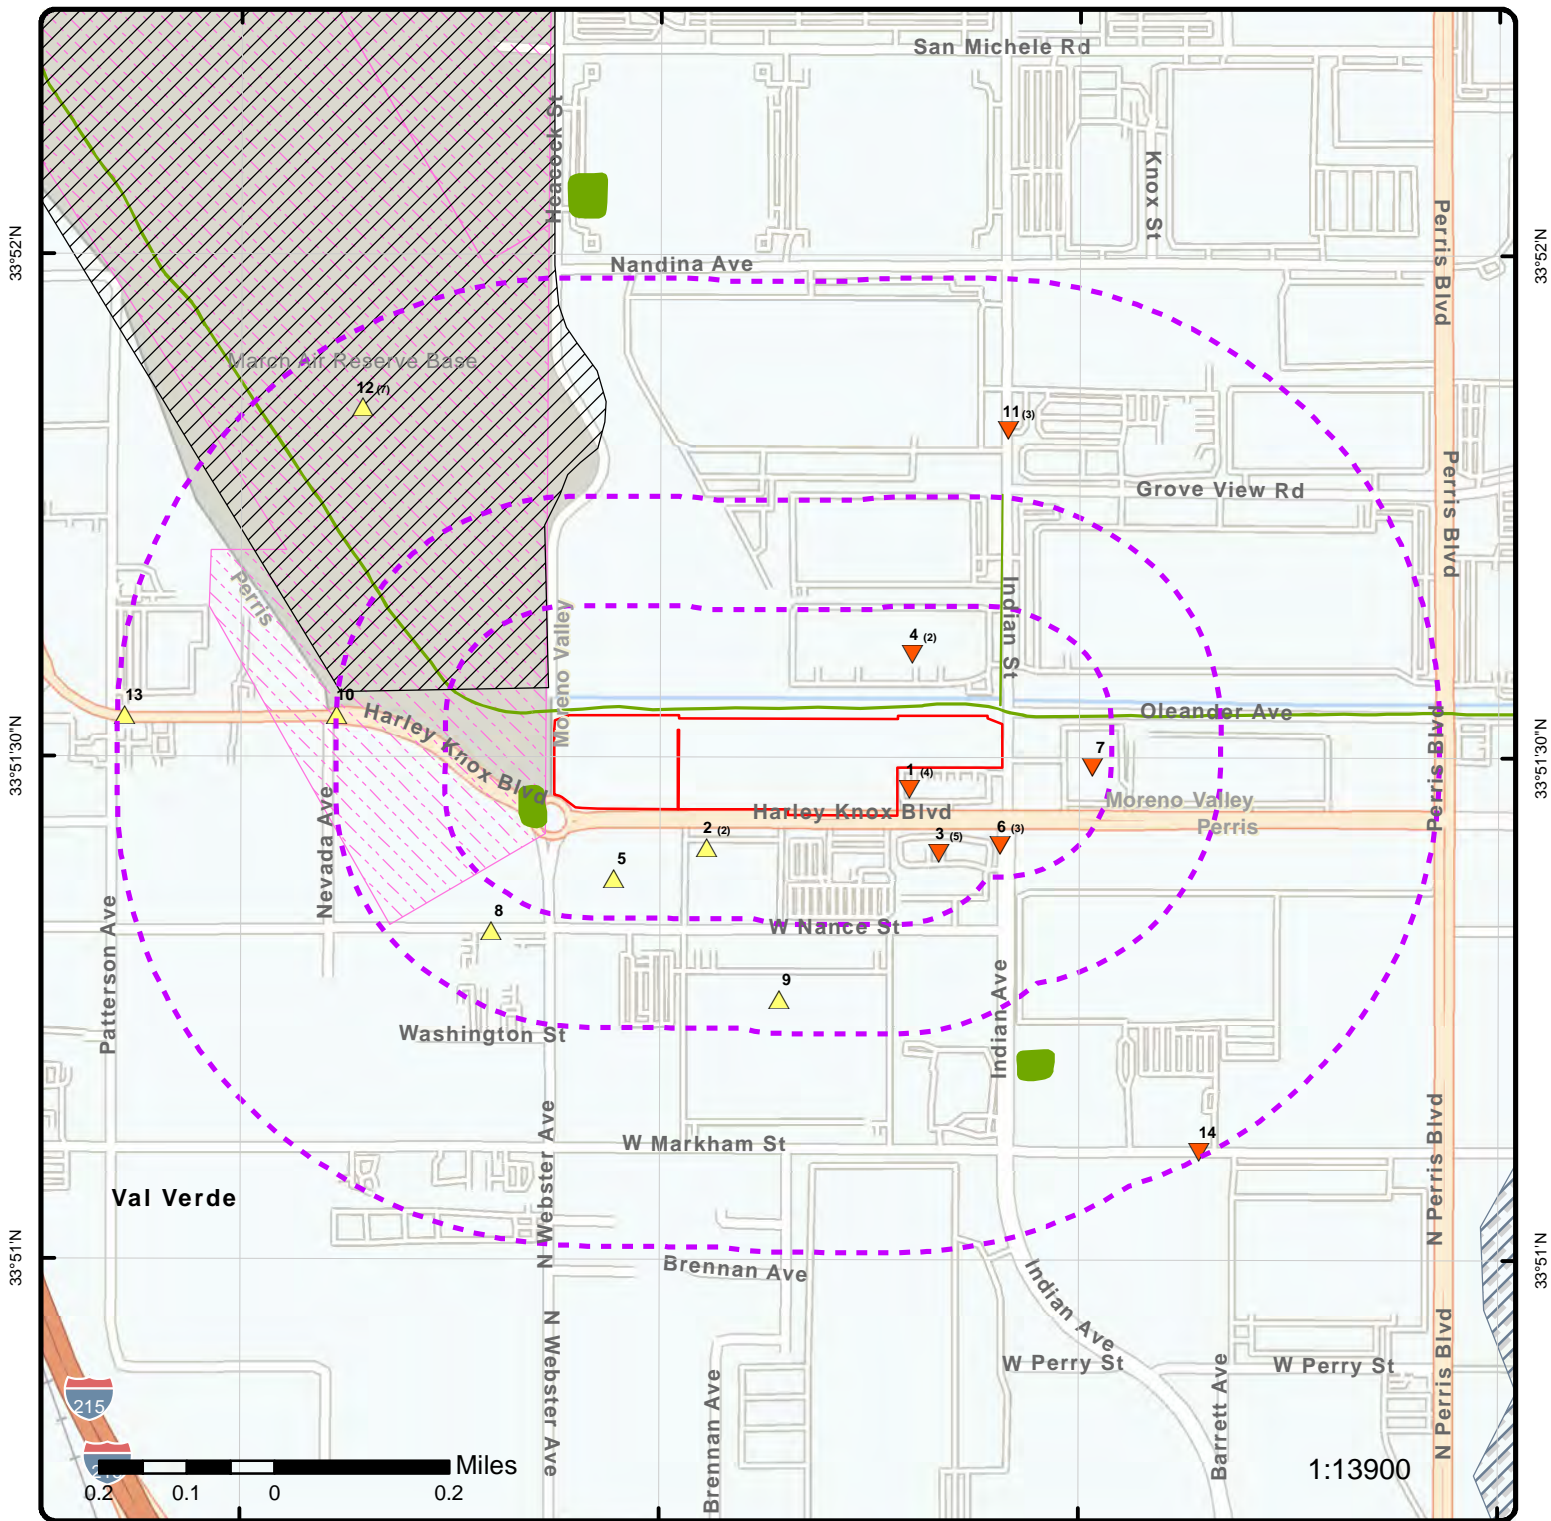 San Michele Rd
Heacock St
Knox St
Perris Blvd
33°52'N
33°52'N
Nandina Ave
March Air Reserve Base
12 (7)
11 (3)
Grove View Rd
Perris Blvd
Perris
Indian St
Moreno Valley
4 (2)
13
10
Harley Knox Blvd
Oleander Ave
Perris Blvd
33°51'30"N
33°51'30"N
7
1 (4)
Moreno Valley
Harley Knox Blvd
Perris
2 (2)
3 (5)
6 (3)
5
Nevada Ave
8
W Nance St
Patterson Ave
9
Indian Ave
Washington St
N Webster Ave
W Markham St
14
N Perris Blvd
Val Verde
33°51'N
33°51'N
Brennan Ave
Indian Ave
N Webster Ave
W Perry St
W Perry St
Brennan Ave
Barrett Ave
N Perris Blvd
215
Miles
0.2 0.1 0 0.2
1:13900